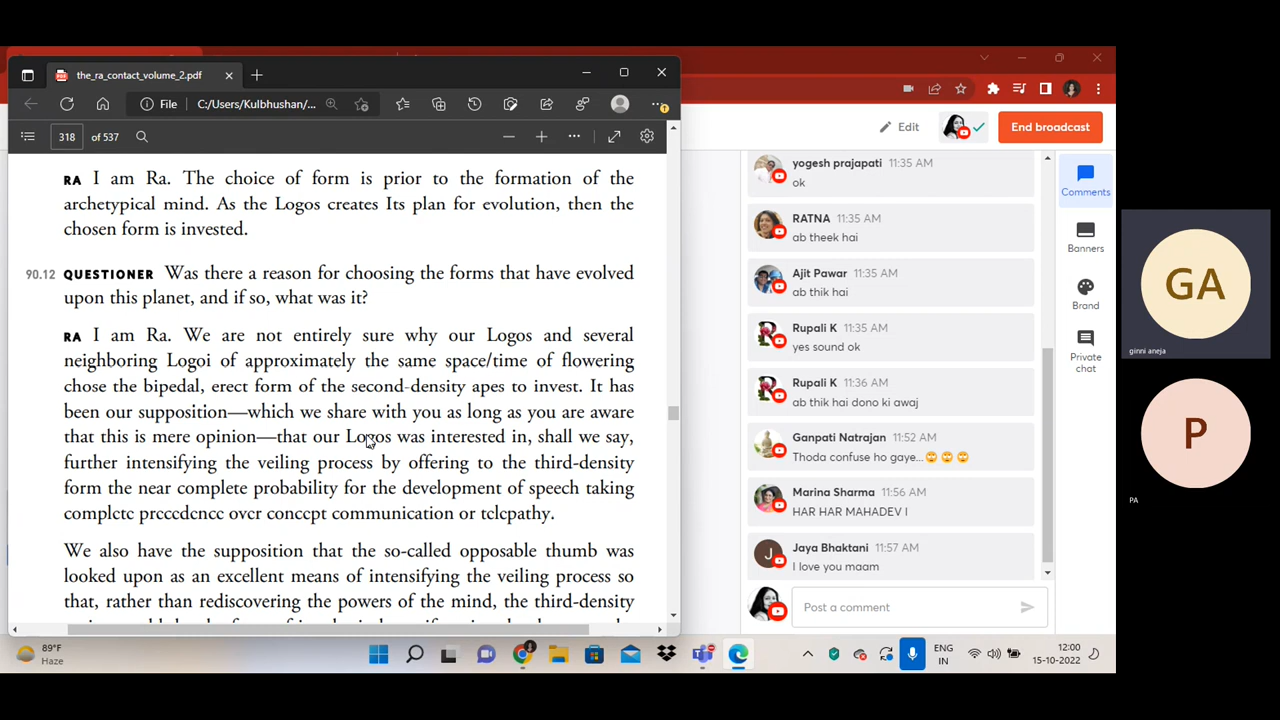 the_ra_contact_volume_2.pdf
File C:/Users/Kulbhushan/...
318 of 537
RA I am Ra. The choice of form is prior to the formation of the
archetypical mind. As the Logos creates Its plan for evolution, then the
chosen form is invested.
90.12 QUESTIONER Was there a reason for choosing the forms that have evolved
upon this planet, and if so, what was it?
RA I am Ra. We are not entirely sure why our Logos and several
neighboring Logoi of approximately the same space/time of flowering
chose the bipedal, erect form of the second-density apes to invest. It has
been our supposition—which we share with you as long as you are aware
that this is mere opinion—that our Logos was interested in, shall we say,
further intensifying the veiling process by offering to the third-density
form the near complete probability for the development of speech taking
complete precedence over concept communication or telepathy.
We also have the supposition that the so-called opposable thumb was
looked upon as an excellent means of intensifying the veiling process so
that, rather than rediscovering the powers of the mind, the third-density
Edit
End broadcast
yogesh prajapati 11:35 AM
ok
RATNA 11:35 AM
ab theek hai
Ajit Pawar 11:35 AM
ab thik hai
Rupali K 11:35 AM
yes sound ok
Rupali K 11:36 AM
ab thik hai dono ki awaj
Ganpati Natrajan 11:52 AM
Thoda confuse ho gaye...🙄🙄🙄
Marina Sharma 11:56 AM
HAR HAR MAHADEV I
J
Jaya Bhaktani 11:57 AM
I love you maam
Post a comment
Comments
Banners
Brand
Private
chat
GA
ginni aneja
P
PA
89°F
Haze
ENG
IN
12:00
15-10-2022